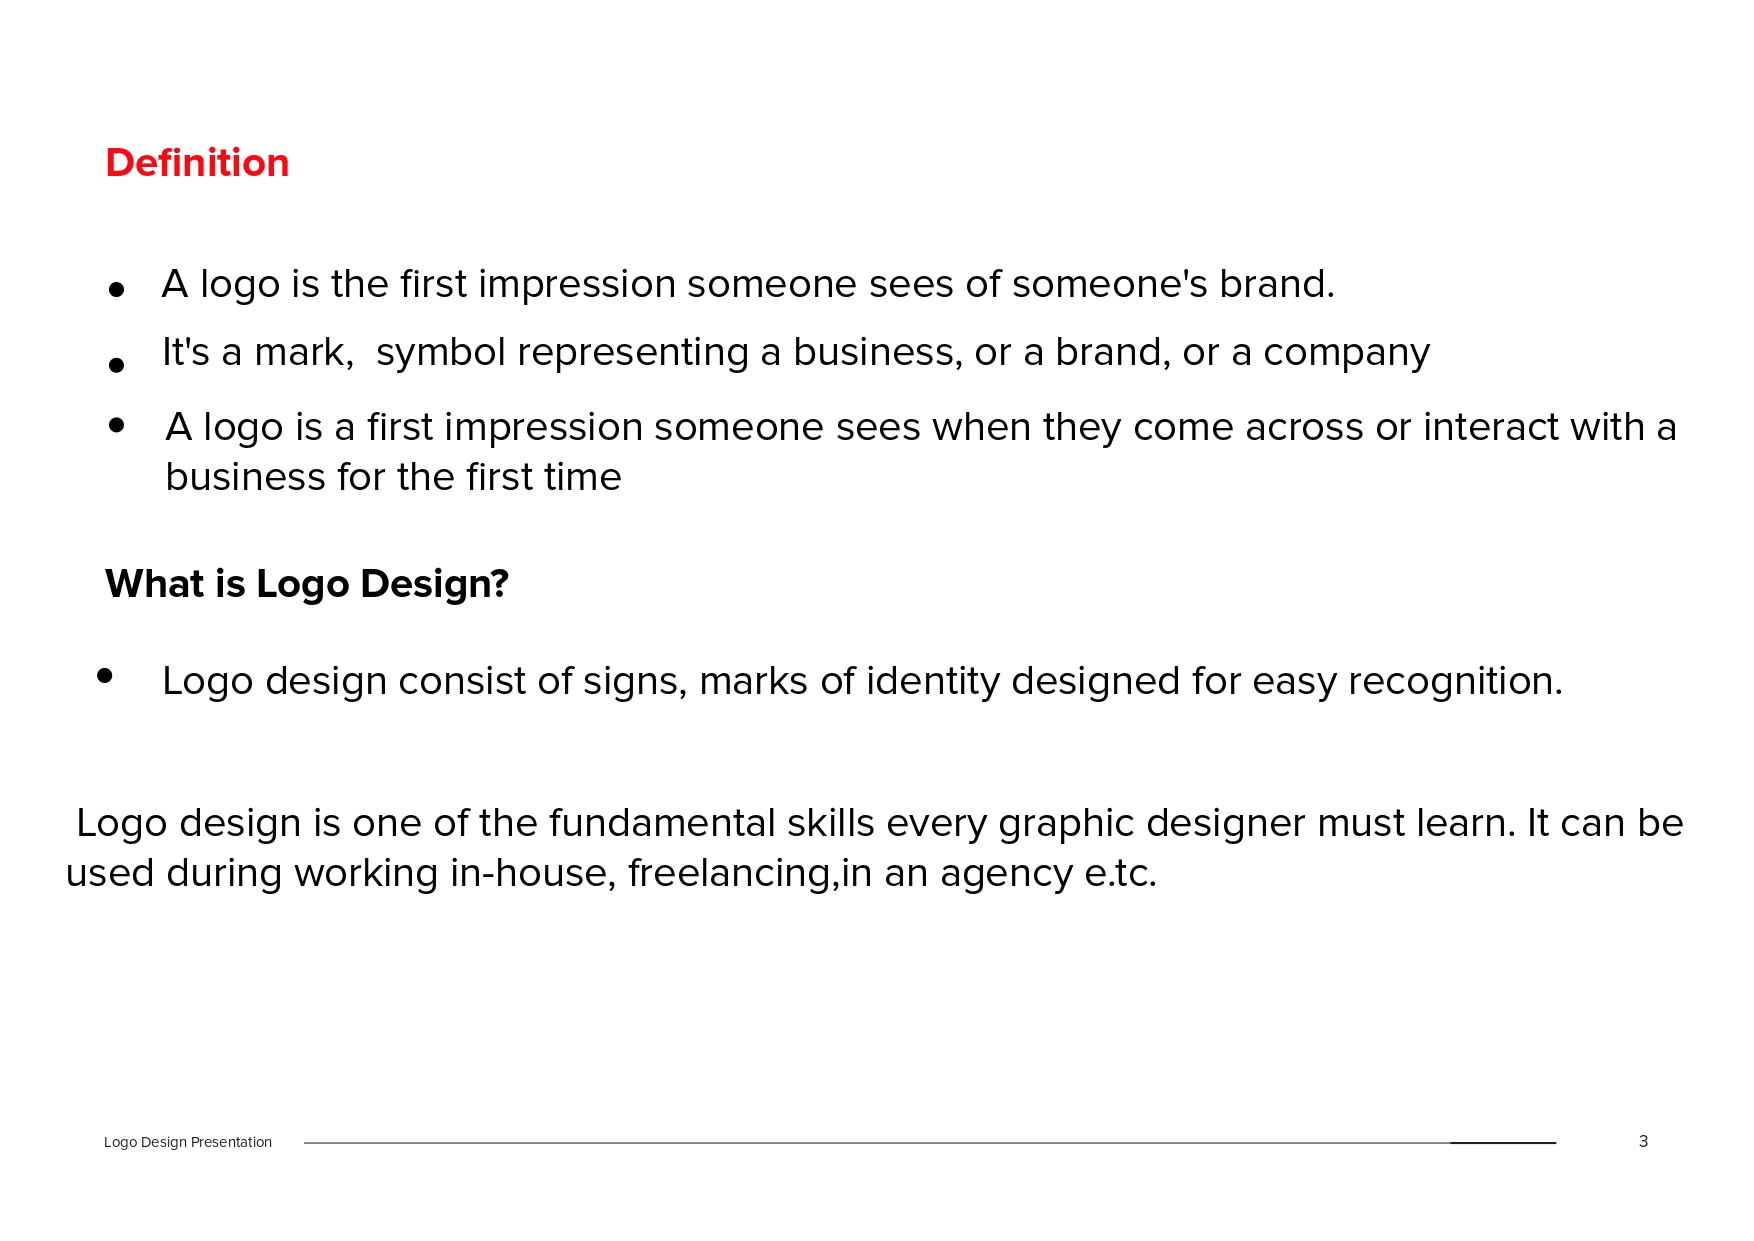 Definition
• A logo is the first impression someone sees of someone's brand.
• It's a mark,  symbol representing a business, or a brand, or a company
• A logo is a first impression someone sees when they come across or interact with a
business for the first time
What is Logo Design?
• Logo design consist of signs, marks of identity designed for easy recognition.
Logo design is one of the fundamental skills every graphic designer must learn. It can be
used during working in-house, freelancing,in an agency e.tc.
Logo Design Presentation 3